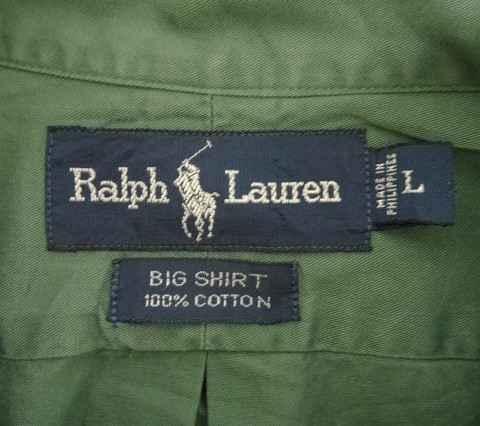 Ralph Lauren
MADE IN
PHILIPPINES
L
BIG SHIRT
100% COTTON